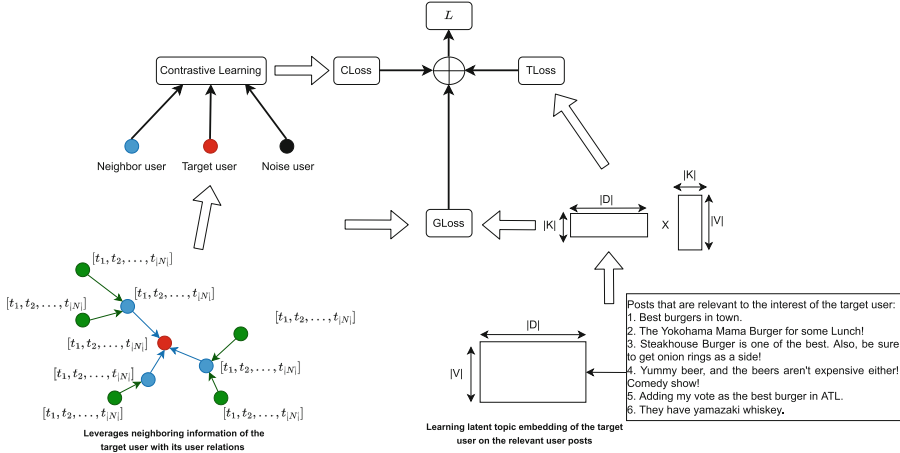 L
Contrastive Learning
CLoss
TLoss
Neighbor user
Target user
Noise user
|K|
|D|
|K|
X
|V|
GLoss
[t₁, t₂, …, t|N|]
[t₁, t₂, …, t|N|]
[t₁, t₂, …, t|N|]
[t₁, t₂, …, t|N|]
[t₁, t₂, …, t|N|]
[t₁, t₂, …, t|N|]
[t₁, t₂, …, t|N|]
[t₁, t₂, …, t|N|]
Leverages neighboring information of the
target user with its user relations
|D|
|V|
Learning latent topic embedding of the target
user on the relevant user posts
Posts that are relevant to the interest of the target user:
1. Best burgers in town.
2. The Yokohama Mama Burger for some Lunch!
3. Steakhouse Burger is one of the best. Also, be sure
to get onion rings as a side!
4. Yummy beer, and the beers aren't expensive either!
Comedy show!
5. Adding my vote as the best burger in ATL.
6. They have yamazaki whiskey.